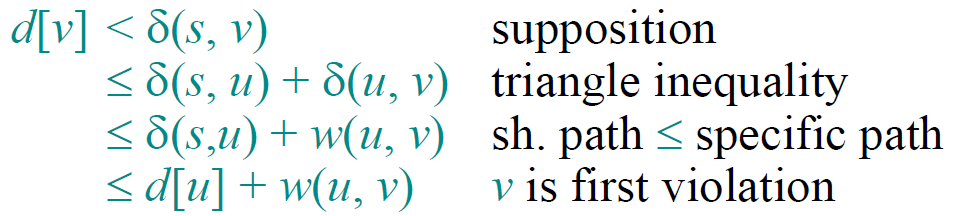 d[v] < δ(s, v) supposition
≤ δ(s, u) + δ(u, v) triangle inequality
≤ δ(s,u) + w(u, v) sh. path ≤ specific path
≤ d[u] + w(u, v) v is first violation